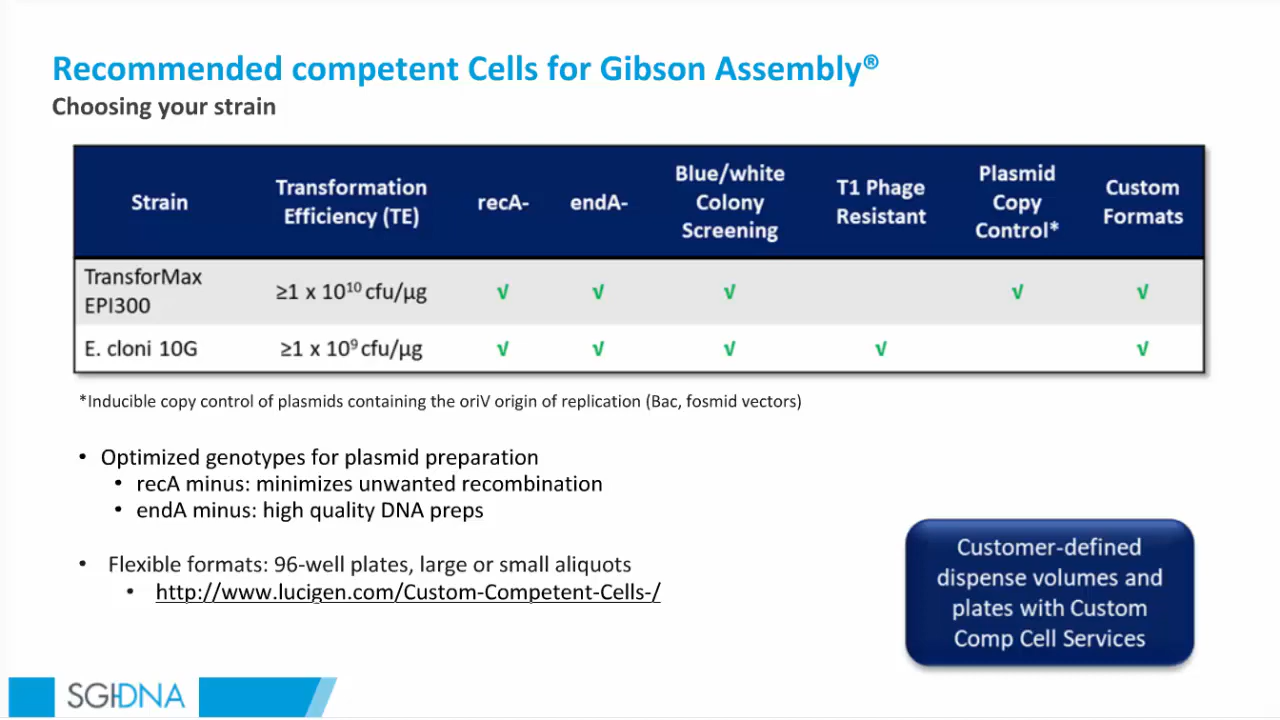 Recommended competent Cells for Gibson Assembly®
Choosing your strain
Strain
Transformation Efficiency (TE)
recA-
endA-
Blue/white Colony Screening
T1 Phage Resistant
Plasmid Copy Control*
Custom Formats
TransforMax EPI300
≥1 x 10¹⁰ cfu/µg
√
√
√
√
√
E. cloni 10G
≥1 x 10⁹ cfu/µg
√
√
√
√
√
*Inducible copy control of plasmids containing the oriV origin of replication (Bac, fosmid vectors)
• Optimized genotypes for plasmid preparation
• recA minus: minimizes unwanted recombination
• endA minus: high quality DNA preps
• Flexible formats: 96-well plates, large or small aliquots
• http://www.lucigen.com/Custom-Competent-Cells-/
Customer-defined
dispense volumes and
plates with Custom
Comp Cell Services
SGI-DNA